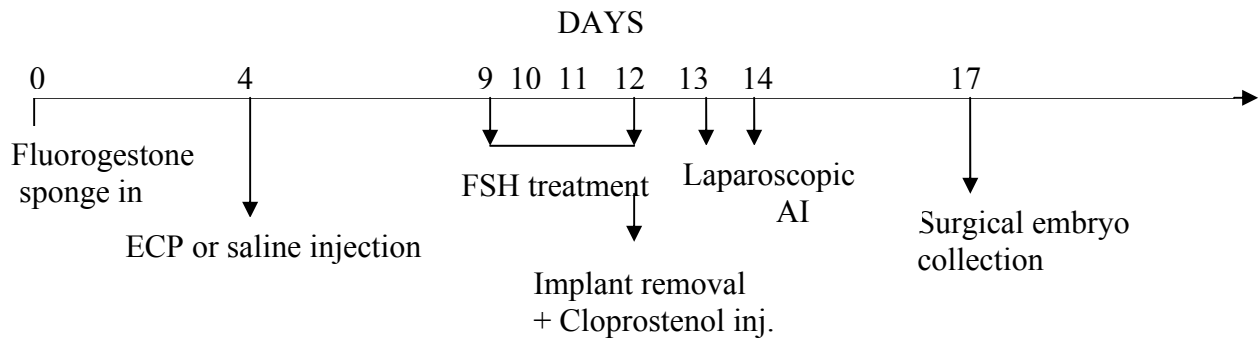 DAYS
0 4 9 10 11 12 13 14 17
Fluorogestone
sponge in
ECP or saline injection
FSH treatment
Laparoscopic
AI
Surgical embryo
collection
Implant removal
+ Cloprostenol inj.